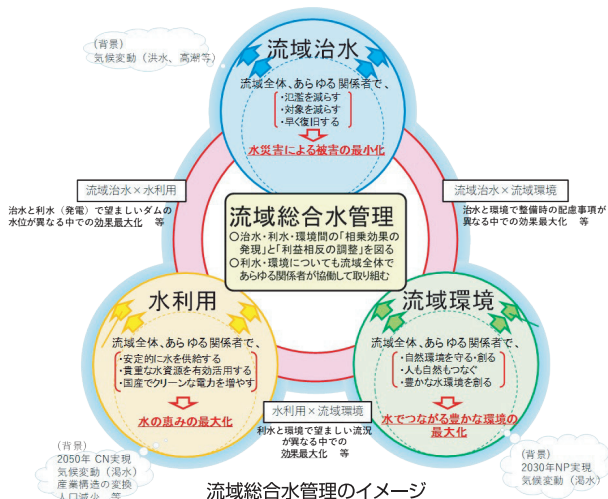 (背景)
気候変動（洪水、高潮等）
流域治水
流域全体、あらゆる関係者で、
・氾濫を減らす
・対象を減らす
・早く復旧する
水災害による被害の最小化
流域治水×水利用
治水と利水（発電）で望ましいダムの
水位が異なる中での効果最大化　等
流域治水×流域環境
治水と環境で整備時の配慮事項が
異なる中での効果最大化　等
流域総合水管理
○治水・利水・環境間の「相乗効果の
発現」と「利益相反の調整」を図る
○利水・環境についても流域全体で
あらゆる関係者が協働して取り組む
水利用
流域全体、あらゆる関係者で、
・安定的に水を供給する
・貴重な水資源を有効活用する
・国産でクリーンな電力を増やす
水の恵みの最大化
流域環境
流域全体、あらゆる関係者で、
・自然環境を守る・創る
・人も自然もつなぐ
・豊かな水環境を創る
水でつながる豊かな環境の
最大化
水利用×流域環境
利水と環境で望ましい流況
が異なる中での
効果最大化　等
(背景)
2050年 CN実現
気候変動（渇水）
産業構造の変換
人口減少　等
(背景)
2030年NP実現
気候変動（渇水）
流域総合水管理のイメージ